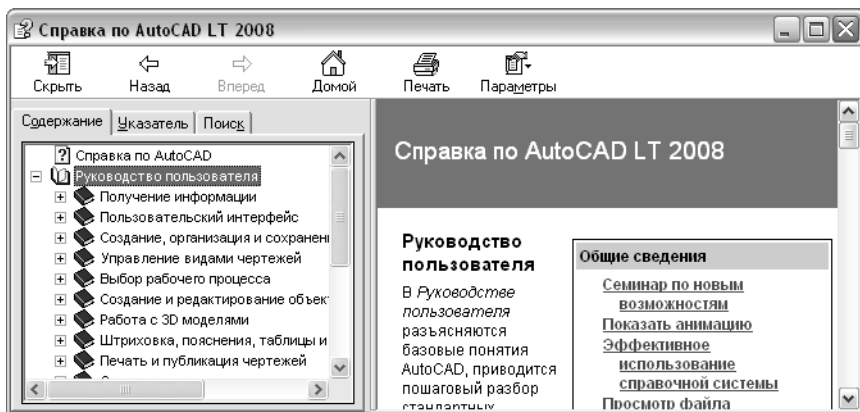 Справка по AutoCAD LT 2008
Скрыть Назад Вперед Домой Печать Параметры
Содержание Указатель Поиск
Справка по AutoCAD
Руководство пользователя
Получение информации
Пользовательский интерфейс
Создание, организация и сохранени
Управление видами чертежей
Выбор рабочего процесса
Создание и редактирование объек
Работа с 3D моделями
Штриховка, пояснения, таблицы и
Печать и публикация чертежей
Справка по AutoCAD LT 2008
Руководство
пользователя
В Руководстве
пользователя
разъясняются
базовые понятия
AutoCAD, приводится
пошаговый разбор
стандартных
Общие сведения
Семинар по новым
возможностям
Показать анимацию
Эффективное
использование
справочной системы
Просмотр файла